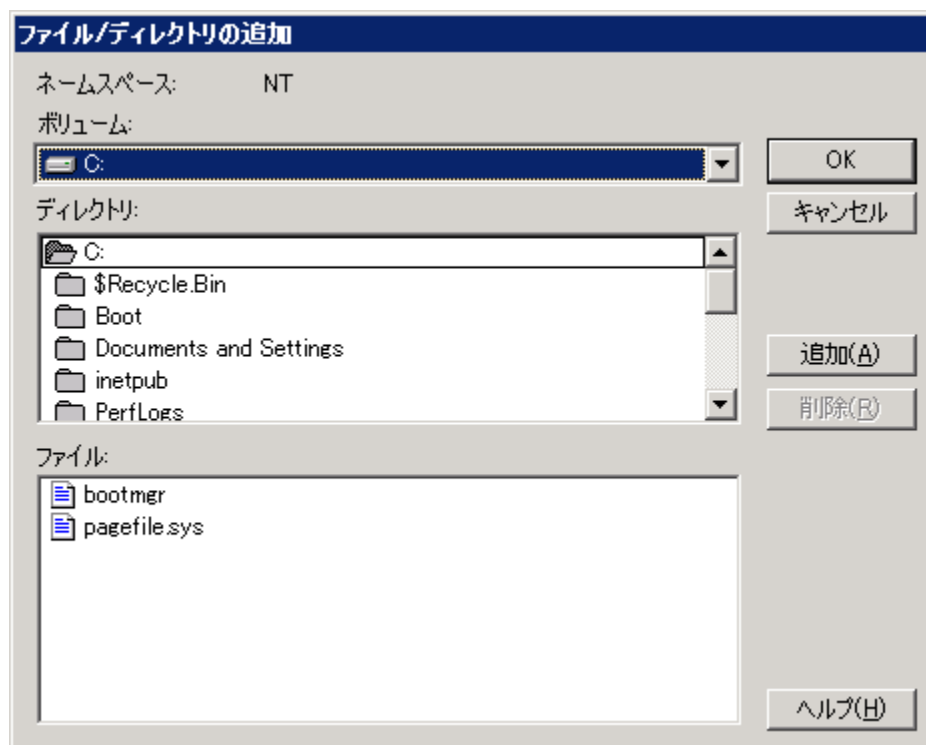 ファイル/ディレクトリの追加
ネームスペース: NT
ボリューム:
C:
OK
ディレクトリ:
キャンセル
C:
$Recycle.Bin
Boot
Documents and Settings
追加(A)
inetpub
PerfLogs
削除(R)
ファイル:
bootmgr
pagefile.sys
ヘルプ(H)